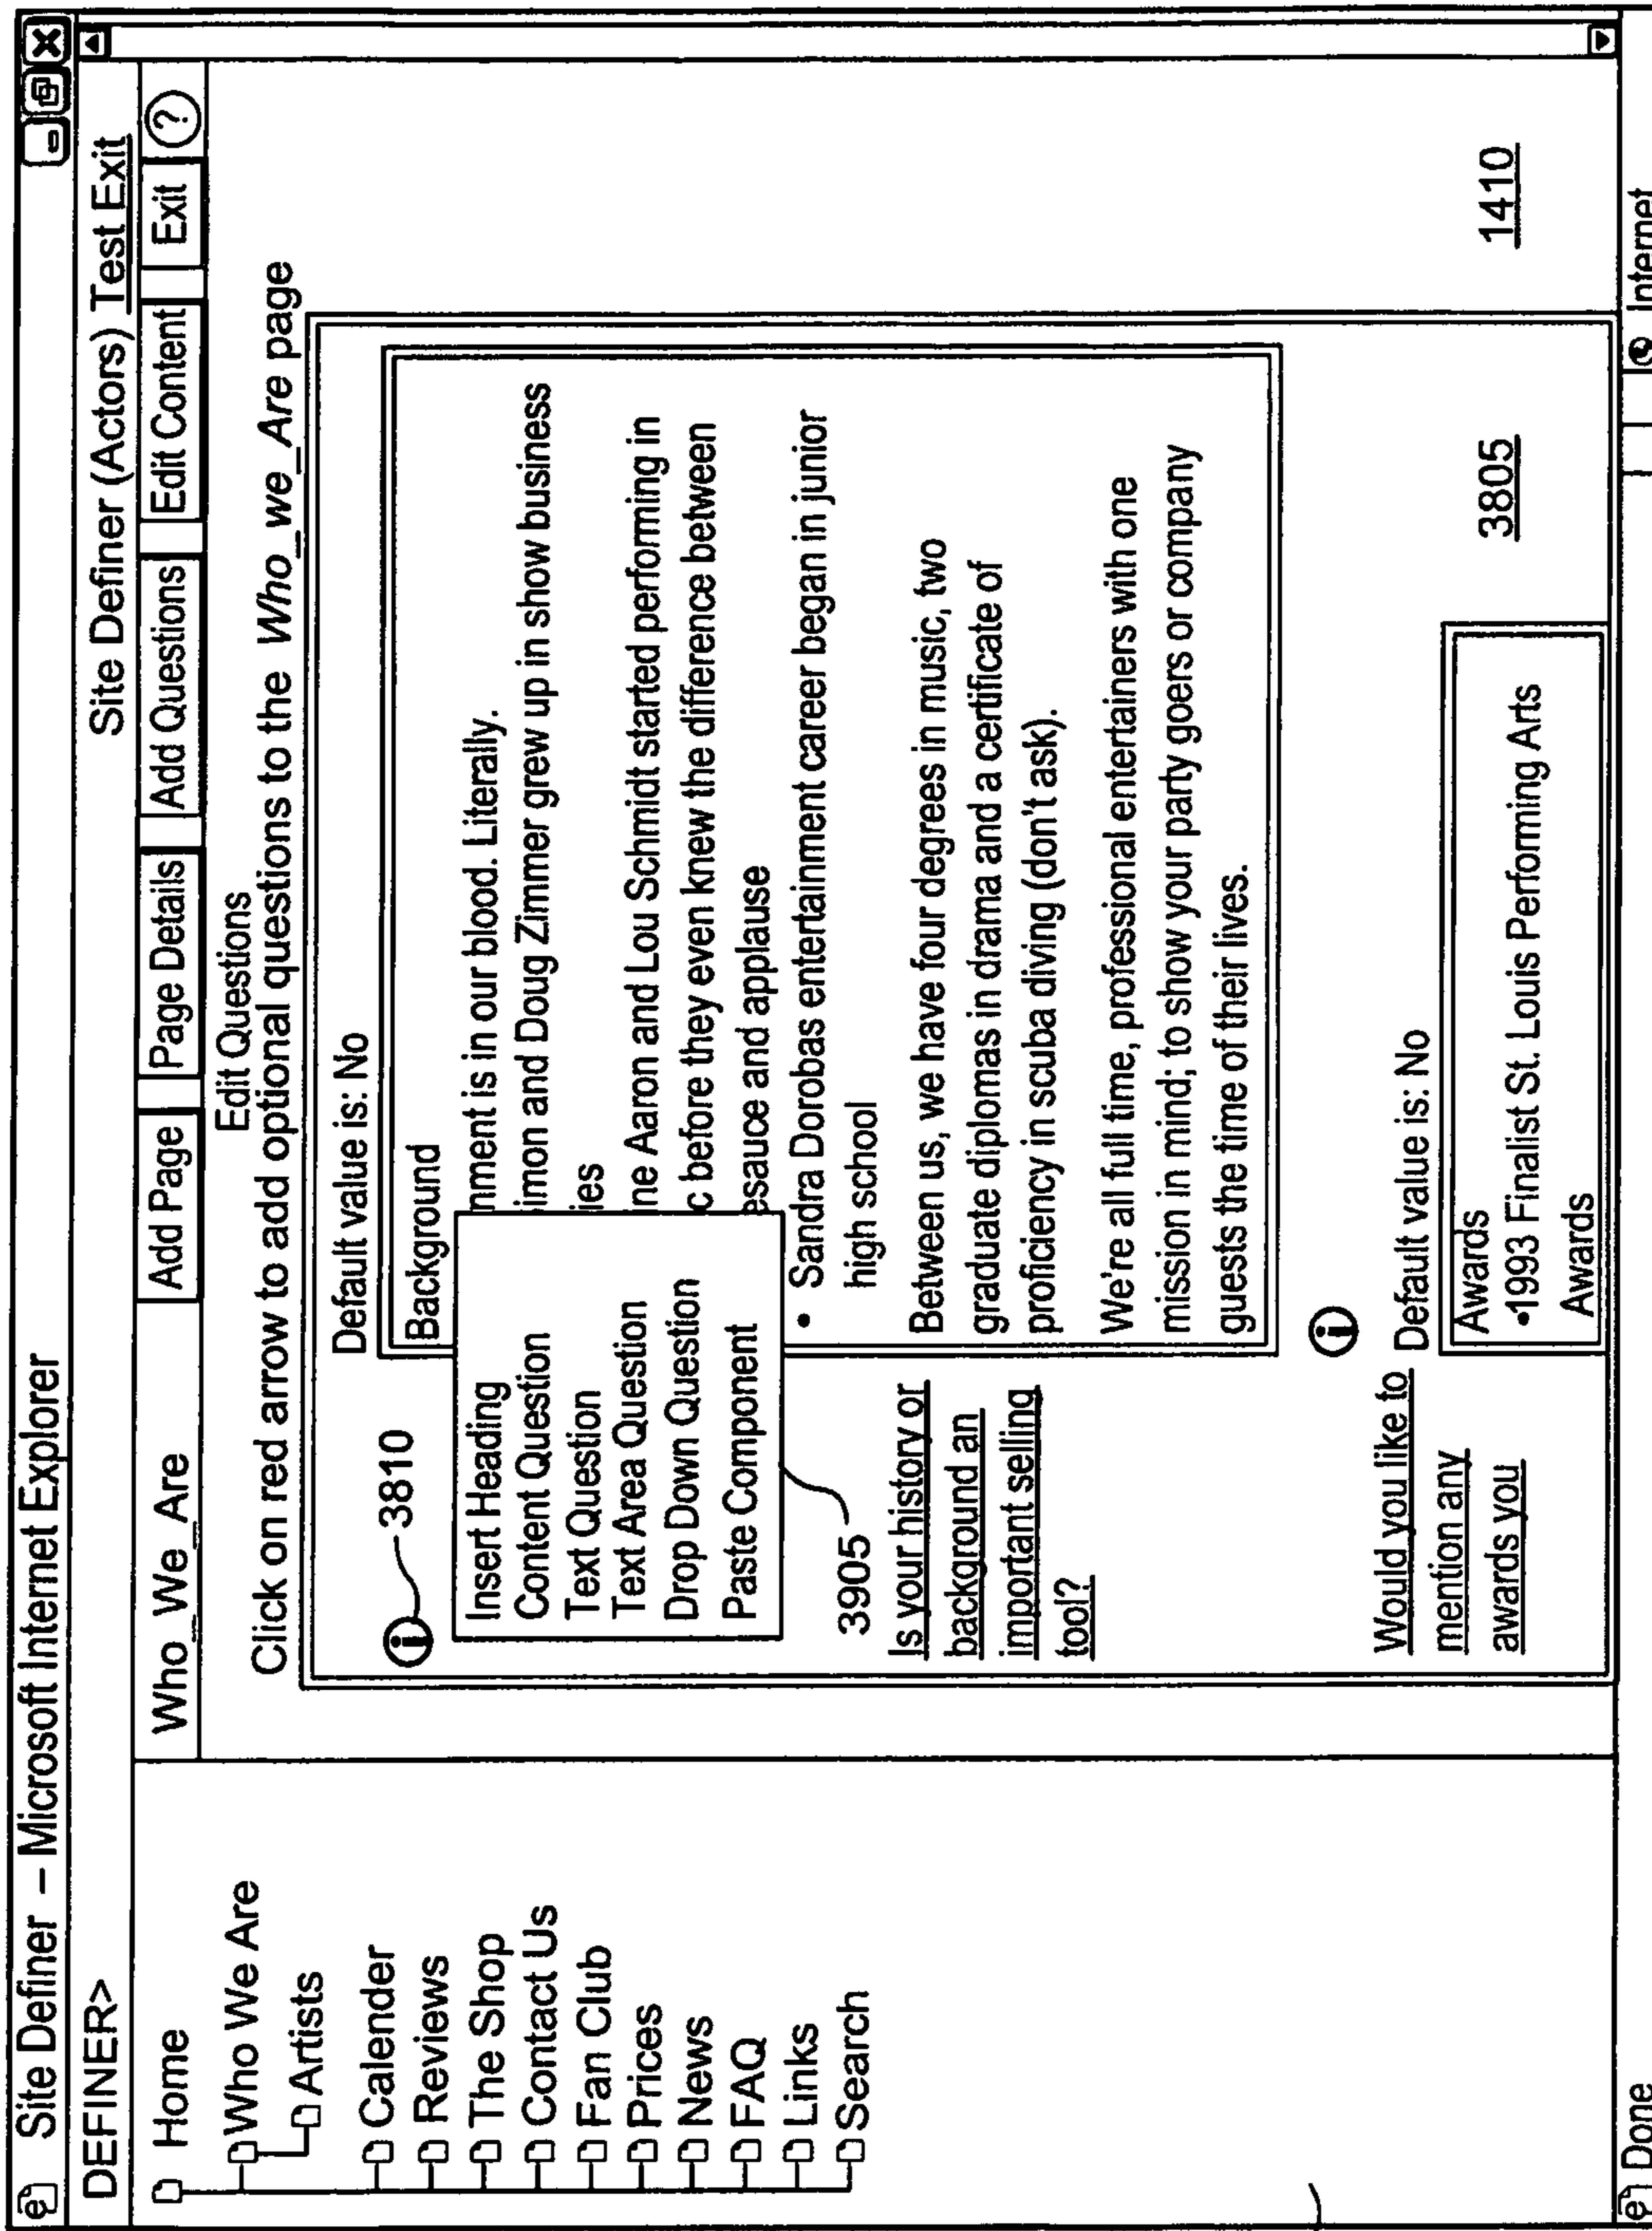 Site Definer – Microsoft Internet Explorer
DEFINER>
Site Definer (Actors) Test Exit
Home
Who We Are
Artists
Calender
Reviews
The Shop
Contact Us
Fan Club
Prices
News
FAQ
Links
Search
Who_We_Are
Add Page
Page Details
Add Questions
Edit Content
Exit
?
Edit Questions
Click on red arrow to add optional questions to the Who_we_Are page
i
3810
Default value is: No
Insert Heading
Content Question
Text Question
Text Area Question
Drop Down Question
Paste Component
3905
Background
nment is in our blood. Literally.
imon and Doug Zimmer grew up in show business
ies
ne Aaron and Lou Schmidt started performing in
c before they even knew the difference between
esauce and applause
• Sandra Dorobas entertainment career began in junior
high school
Between us, we have four degrees in music, two
graduate diplomas in drama and a certificate of
proficiency in scuba diving (don't ask).
We're all full time, professional entertainers with one
mission in mind; to show your party goers or company
guests the time of their lives.
Is your history or
background an
important selling
tool?
i
Would you like to
mention any
awards you
Default value is: No
Awards
•1993 Finalist St. Louis Performing Arts
Awards
3805
1410
Done
Internet